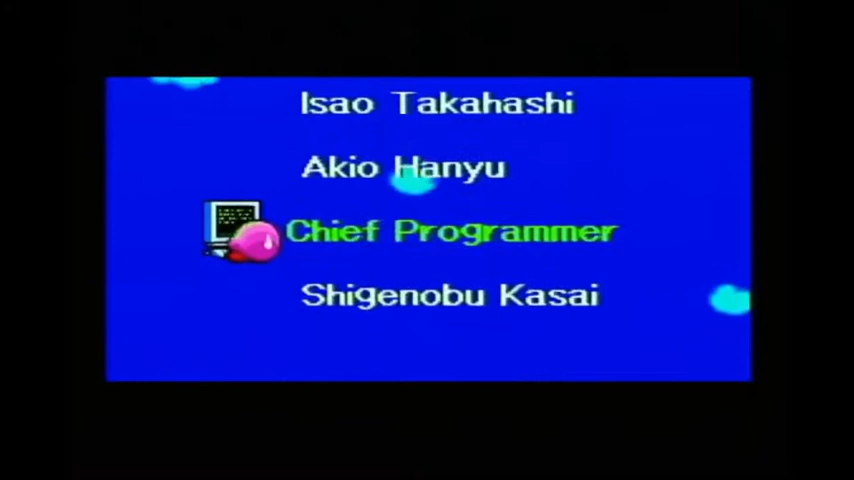 Isao Takahashi
Akio Hanyu
Chief Programmer
Shigenobu Kasai